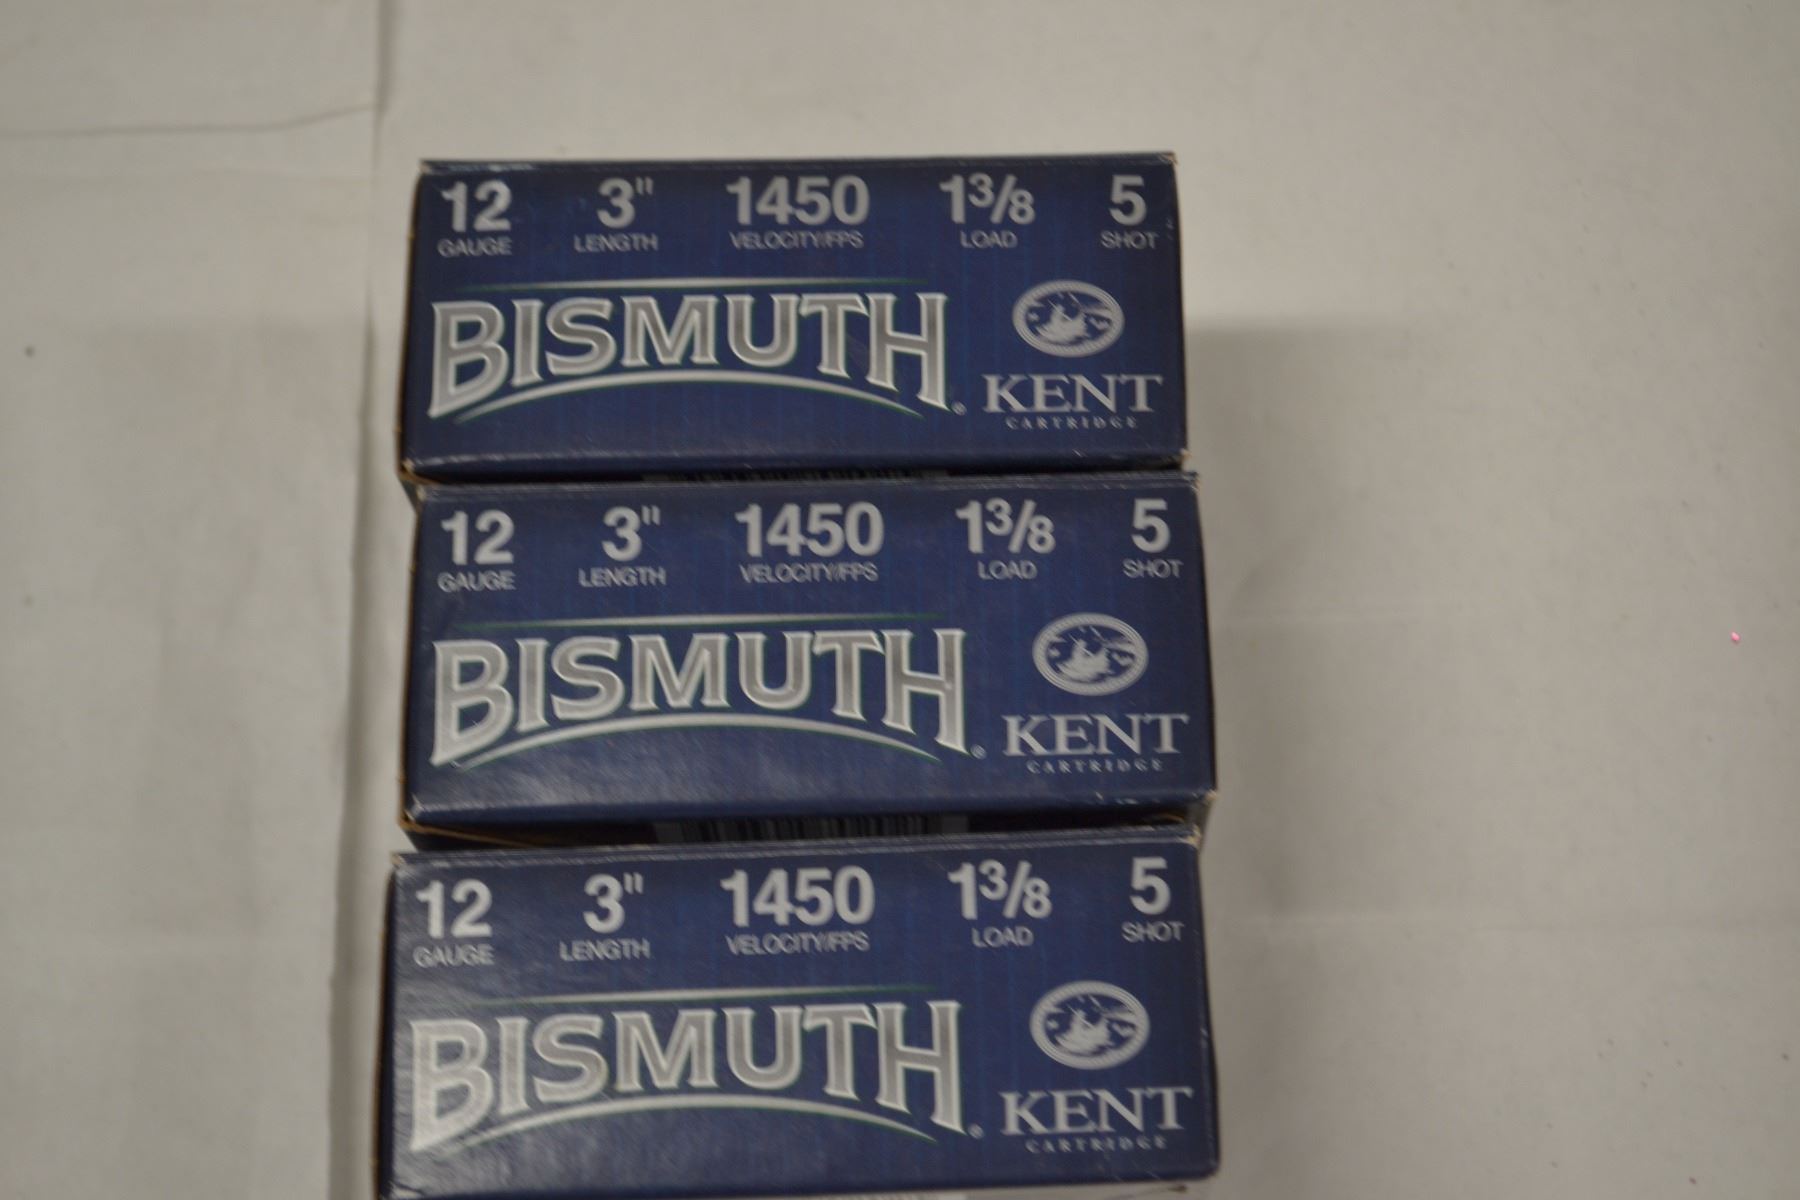 12 3" 1450 1 3/8 5
GAUGE LENGTH VELOCITY/FPS LOAD SHOT
BISMUTH®
KENT
CARTRIDGE
12 3" 1450 1 3/8 5
GAUGE LENGTH VELOCITY/FPS LOAD SHOT
BISMUTH®
KENT
CARTRIDGE
12 3" 1450 1 3/8 5
GAUGE LENGTH VELOCITY/FPS LOAD SHOT
BISMUTH®
KENT
CARTRIDGE